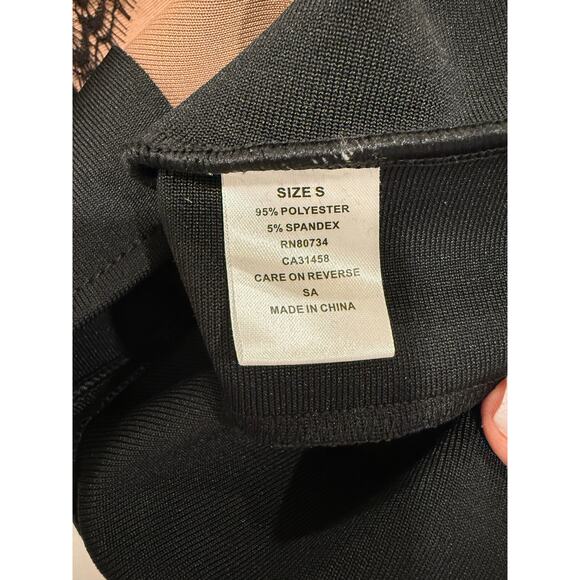 SIZE S
95% POLYESTER
5% SPANDEX
RN80734
CA31458
CARE ON REVERSE
SA
MADE IN CHINA